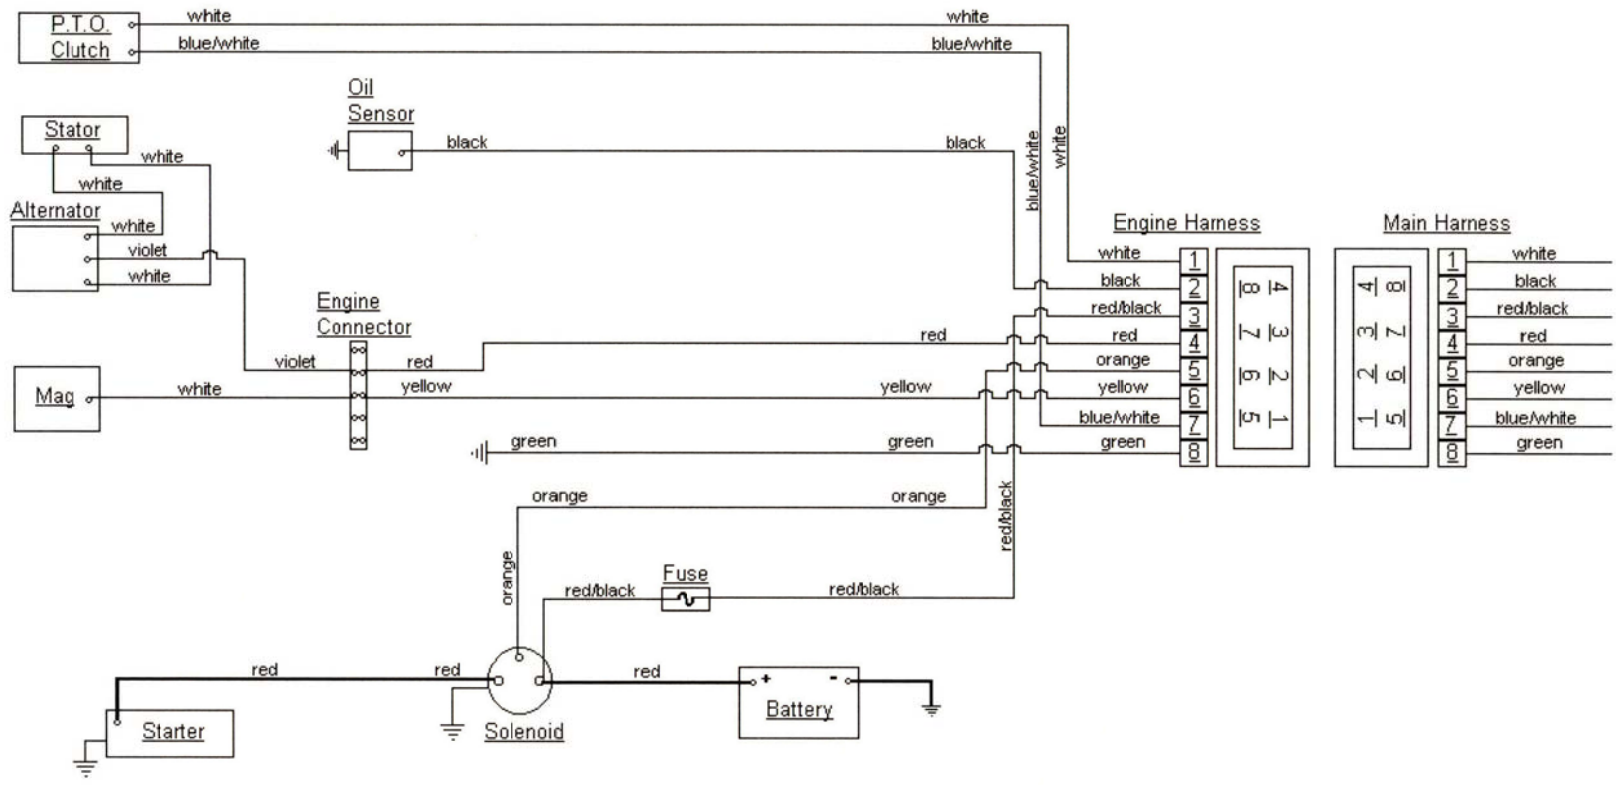 P.T.O.
Clutch
white
white
blue/white
blue/white
Oil
Sensor
black
black
Stator
white
white
Alternator
white
violet
white
blue/white
white
Engine Harness
Main Harness
white
1
black
2
red/black
3
red
4
orange
5
yellow
6
blue/white
7
green
8
8 4
7 3
6 2
5 1
4 8
3 7
2 6
1 5
1
white
2
black
3
red/black
4
red
5
orange
6
yellow
7
blue/white
8
green
Engine
Connector
violet
red
red
Mag
white
yellow
yellow
green
green
orange
orange
orange
red/black
Fuse
red/black
red/black
red
red
red
Starter
Solenoid
+ -
Battery